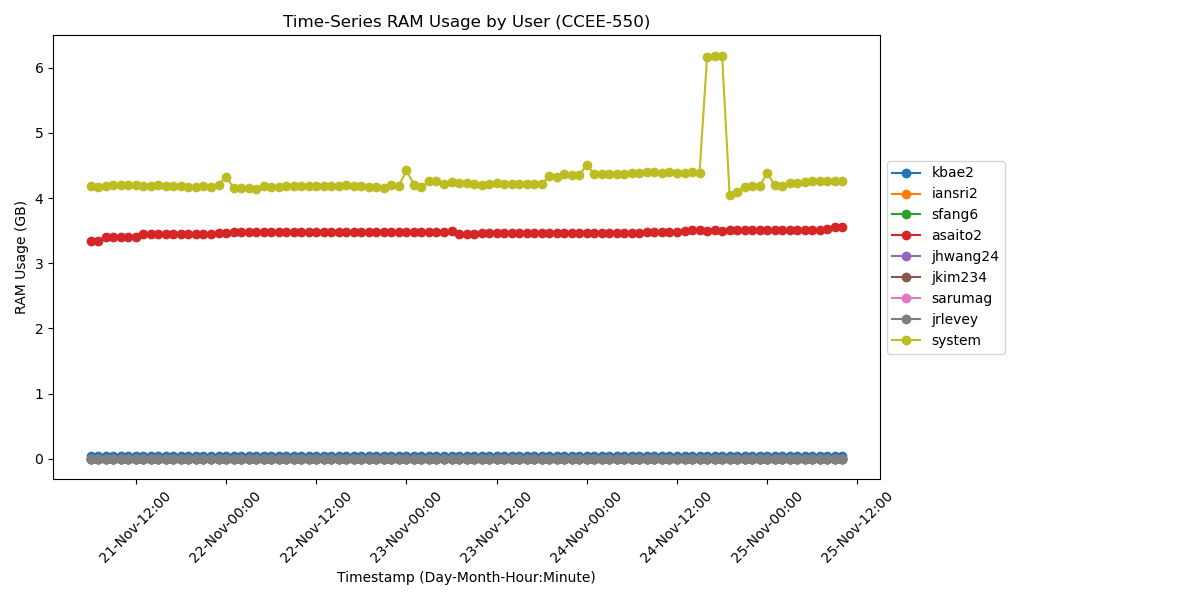 Time-Series RAM Usage by User (CCEE-550)
RAM Usage (GB)
6
5
4
3
2
1
0
21-Nov-12:00
22-Nov-00:00
22-Nov-12:00
23-Nov-00:00
23-Nov-12:00
24-Nov-00:00
24-Nov-12:00
25-Nov-00:00
25-Nov-12:00
Timestamp (Day-Month-Hour:Minute)
kbae2
iansri2
sfang6
asaito2
jhwang24
jkim234
sarumag
jrlevey
system